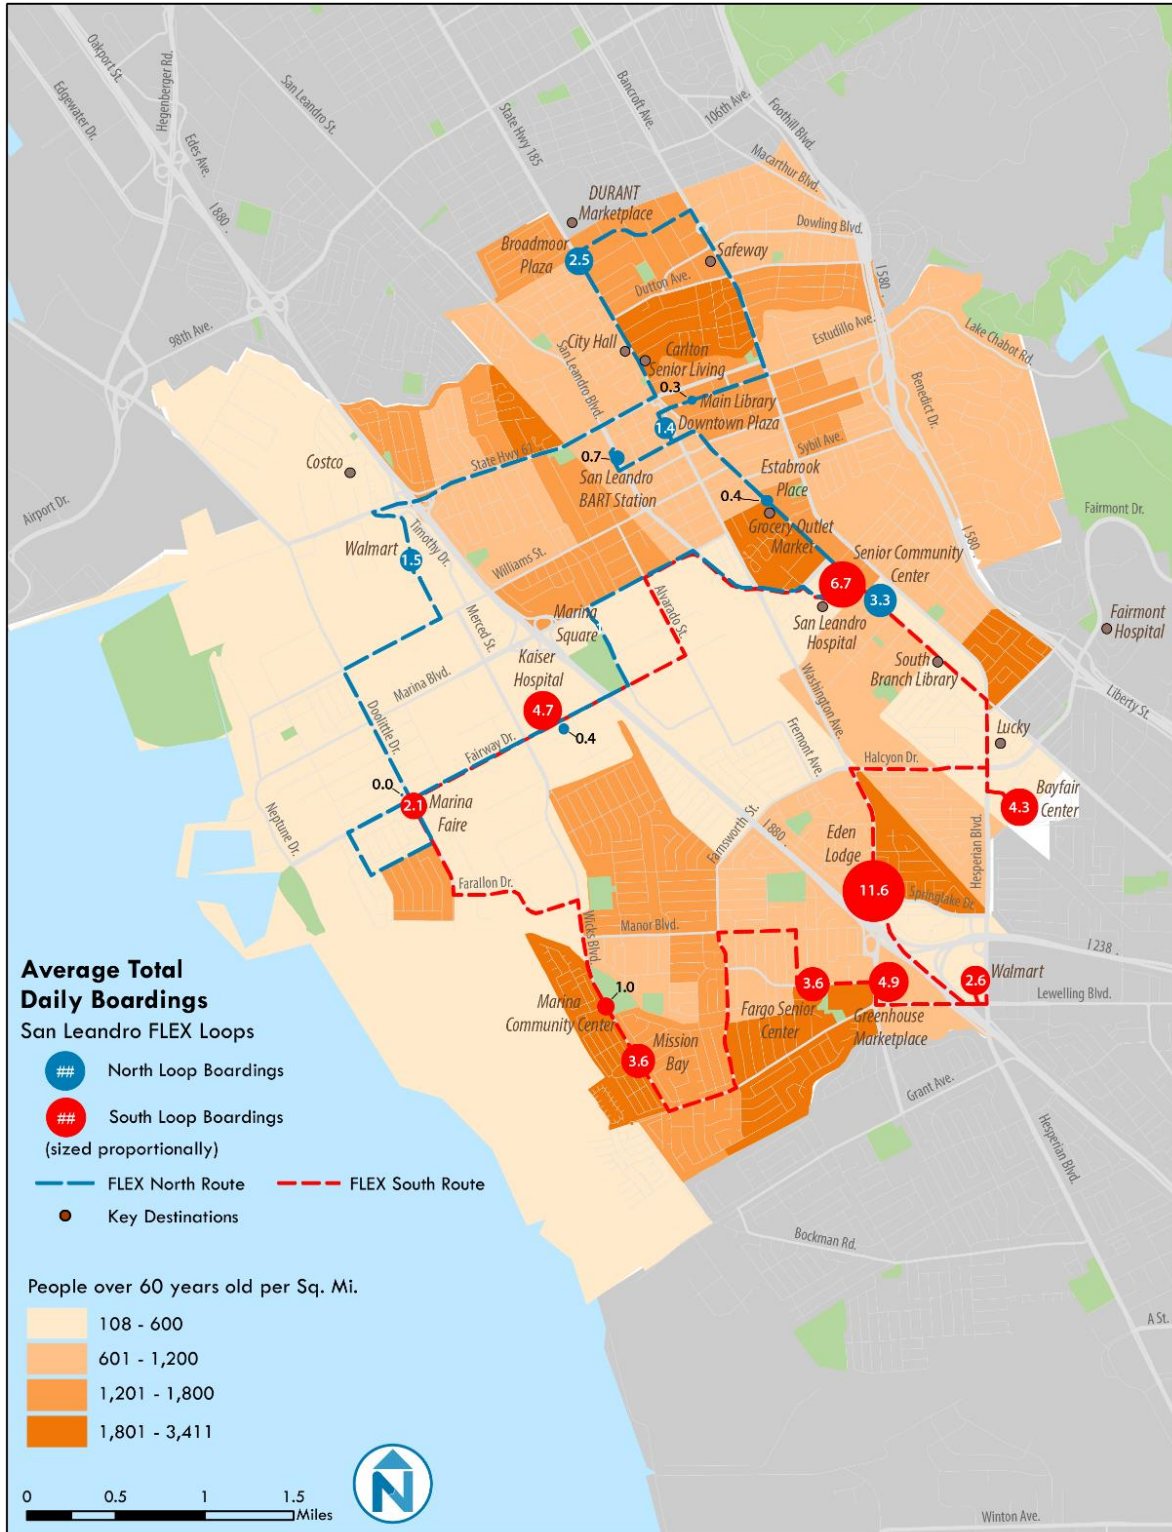 Oakport St.
Hegenberger Rd.
Edgewater Dr.
Edes Ave.
I 880
San Leandro St.
State Hwy 185
Bancroft Ave.
106th Ave.
Foothill Blvd.
Macarthur Blvd.
DURANT
Marketplace
Dowling Blvd.
Broadmoor
Plaza
2.5
Safeway
Dutton Ave.
I 580
98th Ave.
City Hall
Carlton
Senior Living
Estudillo Ave.
Lake Chabot Rd.
San Leandro Blvd.
0.3
Main Library
Benedict Dr.
1.4
Downtown Plaza
State Hwy 61
Sybil Ave.
Costco
0.7
San Leandro
BART Station
Estabrook
Place
0.4
Airport Dr.
Grocery Outlet
Market
Fairmont Dr.
Timothy Dr.
I 580
Walmart
1.5
Williams St.
Senior Community
Center
6.7
3.3
Alvarado St.
Marina
Square
San Leandro
Hospital
Fairmont
Hospital
Merced St.
Kaiser
Hospital
South
Branch Library
Marina Blvd.
Washington Ave.
Liberty St.
4.7
0.4
Doolittle Dr.
Fairway Dr.
Fremont Ave.
Lucky
Halcyon Dr.
0.0
2.1
Marina
Faire
Bayfair
Center
4.3
Neptune Dr.
Farnsworth St.
I 880
Eden
Lodge
Hesperian Blvd.
Farallon Dr.
11.6
Springlake Dr.
Wicks Blvd.
Manor Blvd.
I 238
Average Total
Daily Boardings
San Leandro FLEX Loops
1.0
Marina
Community Center
3.6
Fargo Senior
Center
4.9
Greenhouse
Marketplace
2.6
Walmart
Lewelling Blvd.
3.6
Mission
Bay
Grant Ave.
## North Loop Boardings
## South Loop Boardings
(sized proportionally)
FLEX North Route
FLEX South Route
Key Destinations
Hesperian Blvd.
Bockman Rd.
People over 60 years old per Sq. Mi.
108 - 600
601 - 1,200
1,201 - 1,800
1,801 - 3,411
A St.
N
0 0.5 1 1.5
Miles
Winton Ave.